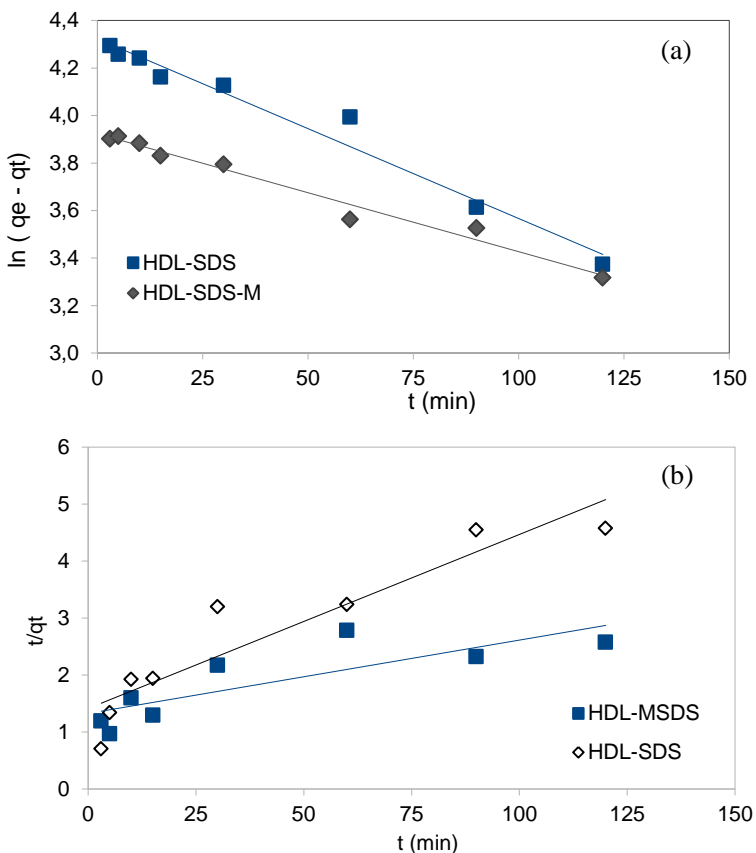 4,4
4,2
4,0
3,8
3,6
3,4
3,2
3,0
ln ( qe - qt)
(a)
HDL-SDS
HDL-SDS-M
0 25 50 75 100 125 150
t (min)
6
5
4
3
2
1
0
t/qt
(b)
HDL-MSDS
HDL-SDS
0 25 50 75 100 125 150
t (min)